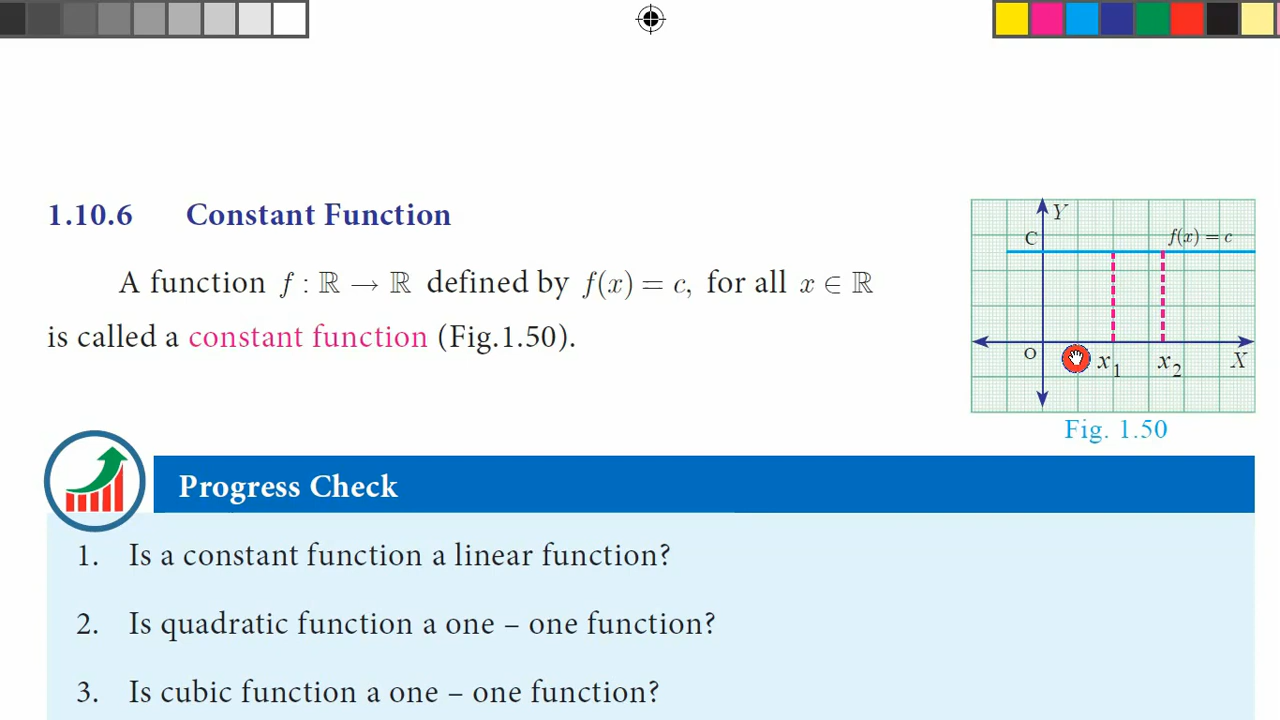 1.10.6 Constant Function
A function f : ℝ → ℝ defined by f(x) = c, for all x ∈ ℝ
is called a constant function (Fig.1.50).
Y
C
f(x) = c
O
x₁
x₂
X
Fig. 1.50
Progress Check
1. Is a constant function a linear function?
2. Is quadratic function a one – one function?
3. Is cubic function a one – one function?